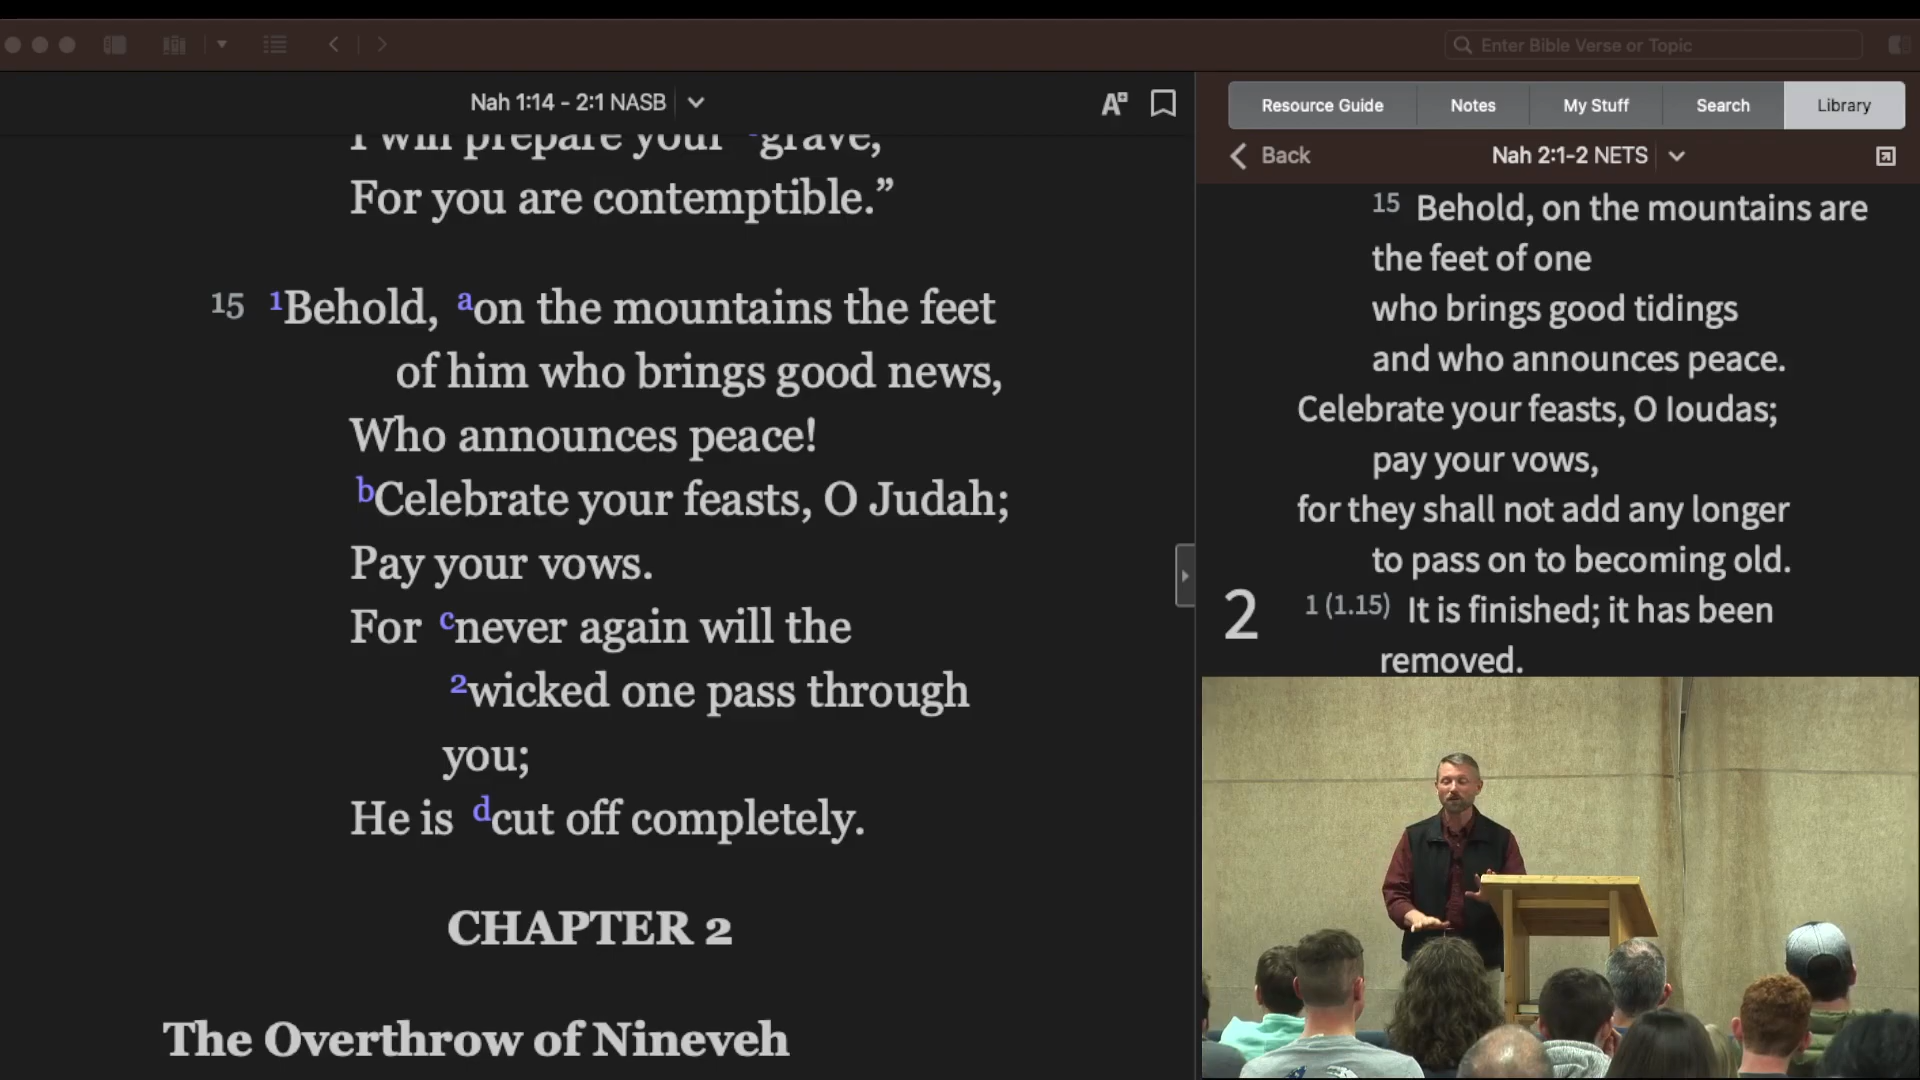 Enter Bible Verse or Topic
Nah 1:14 - 2:1 NASB
I will prepare your grave,
For you are contemptible.”
15 1Behold, aon the mountains the feet
of him who brings good news,
Who announces peace!
bCelebrate your feasts, O Judah;
Pay your vows.
For cnever again will the
2wicked one pass through
you;
He is dcut off completely.
CHAPTER 2
The Overthrow of Nineveh
Resource Guide
Notes
My Stuff
Search
Library
Back
Nah 2:1-2 NETS
15 Behold, on the mountains are
the feet of one
who brings good tidings
and who announces peace.
Celebrate your feasts, O Ioudas;
pay your vows,
for they shall not add any longer
to pass on to becoming old.
2 1 (1.15) It is finished; it has been
removed.